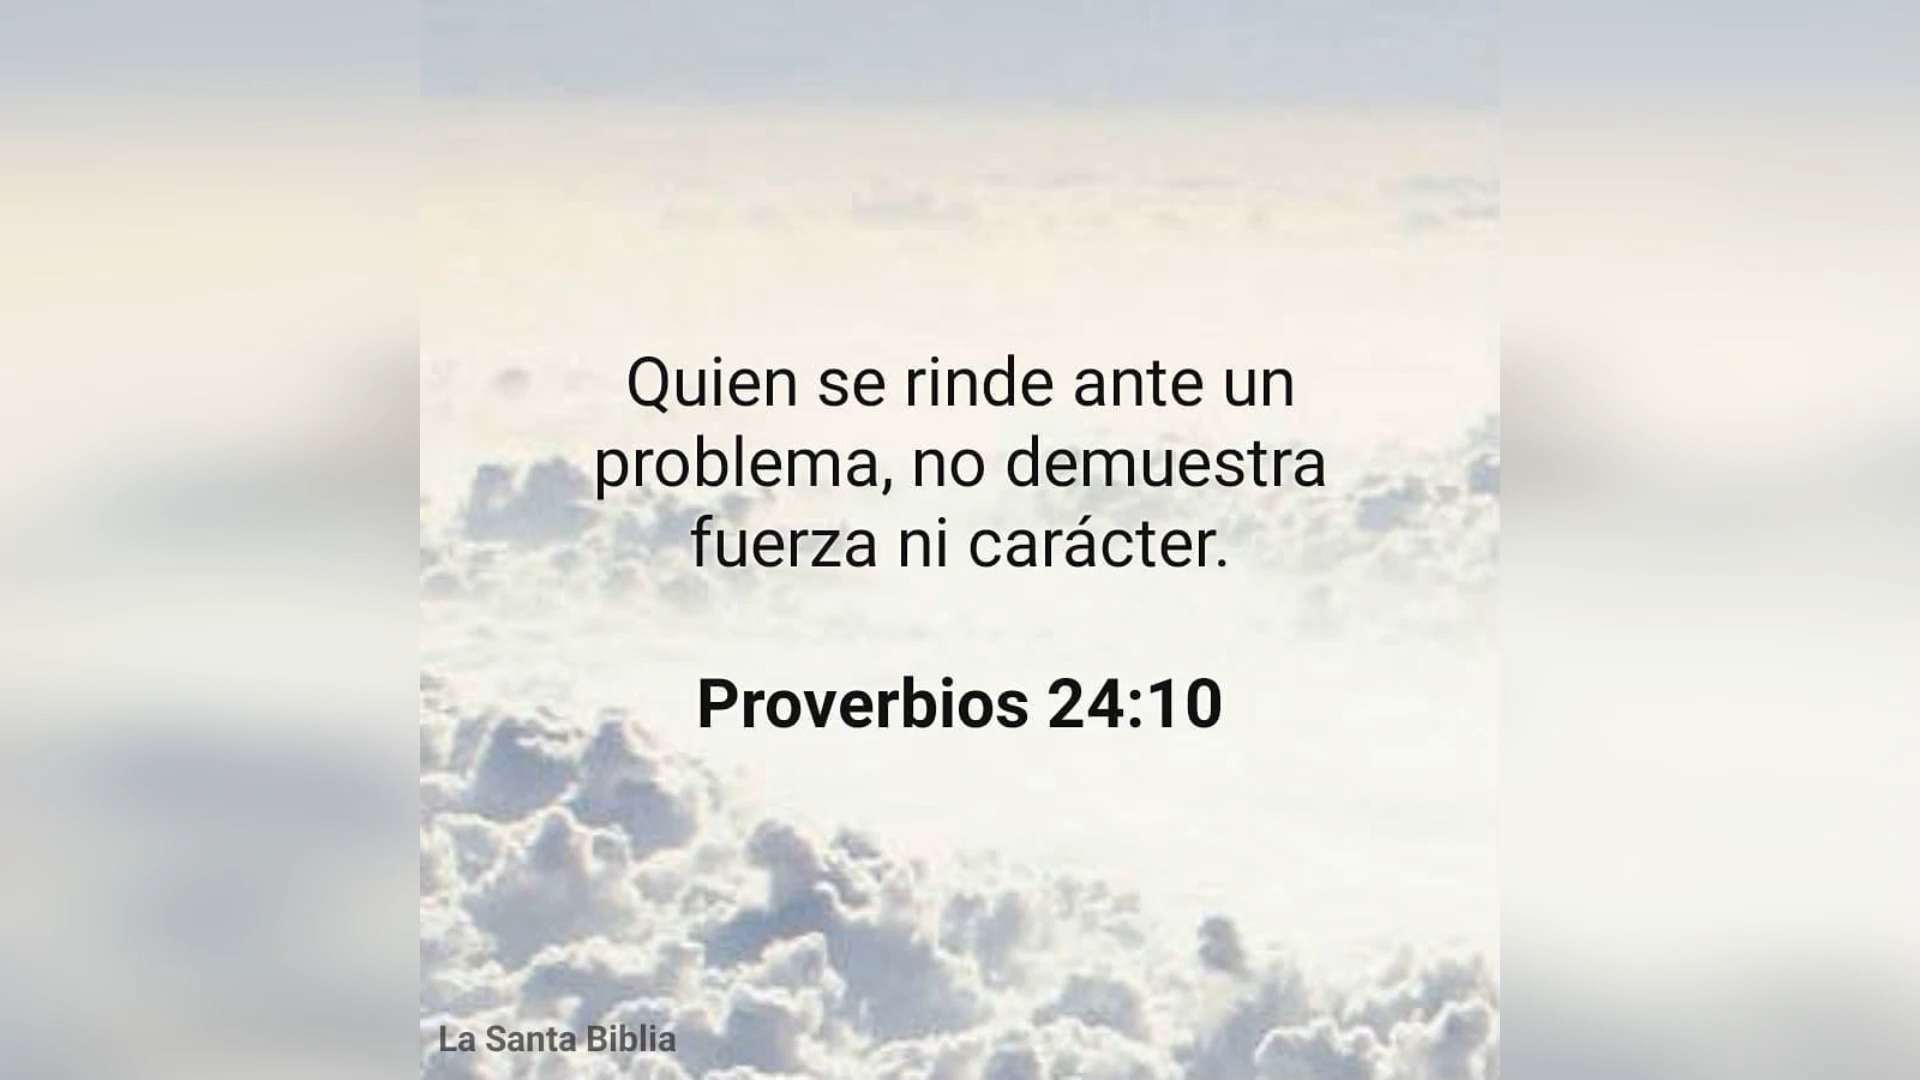 Quien se rinde ante un
problema, no demuestra
fuerza ni carácter.
Proverbios 24:10
La Santa Biblia